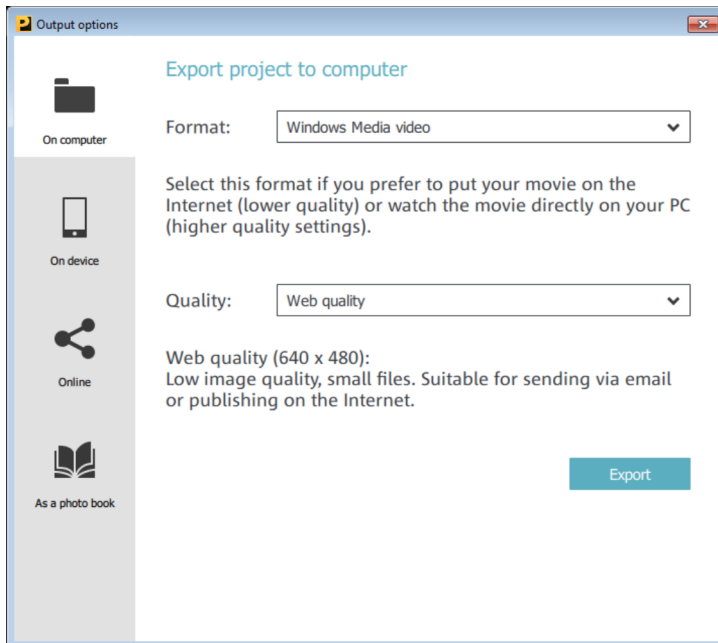 Output options
On computer
On device
Online
As a photo book
Export project to computer
Format: Windows Media video
Select this format if you prefer to put your movie on the
Internet (lower quality) or watch the movie directly on your PC
(higher quality settings).
Quality: Web quality
Web quality (640 x 480):
Low image quality, small files. Suitable for sending via email
or publishing on the Internet.
Export